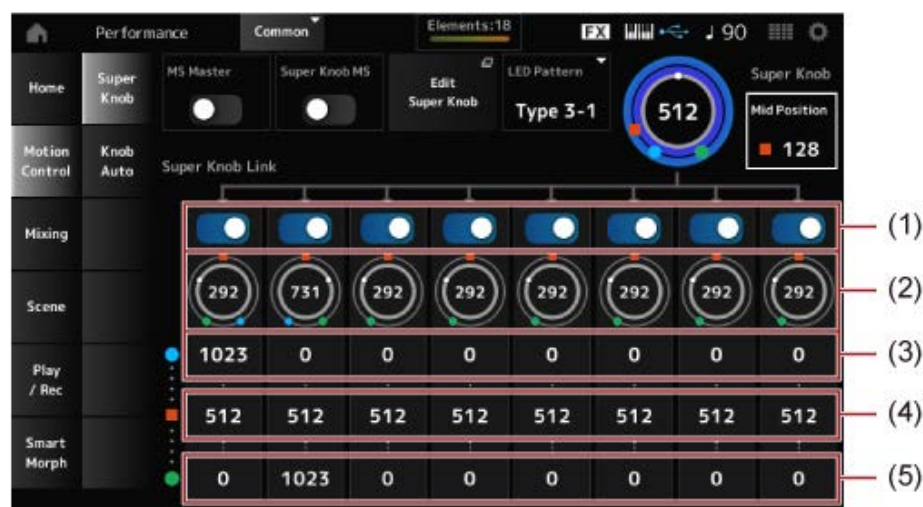 Performance Common Elements:18 FX ♩ 90
Home Super Knob MS Master Super Knob MS Edit Super Knob LED Pattern Type 3-1 512 Super Knob Mid Position 128
Motion Control Knob Auto Super Knob Link
Mixing (1)
Scene 292 731 292 292 292 292 292 292 (2)
Play / Rec 1023 0 0 0 0 0 0 0 (3)
512 512 512 512 512 512 512 512 (4)
Smart Morph 0 1023 0 0 0 0 0 0 (5)